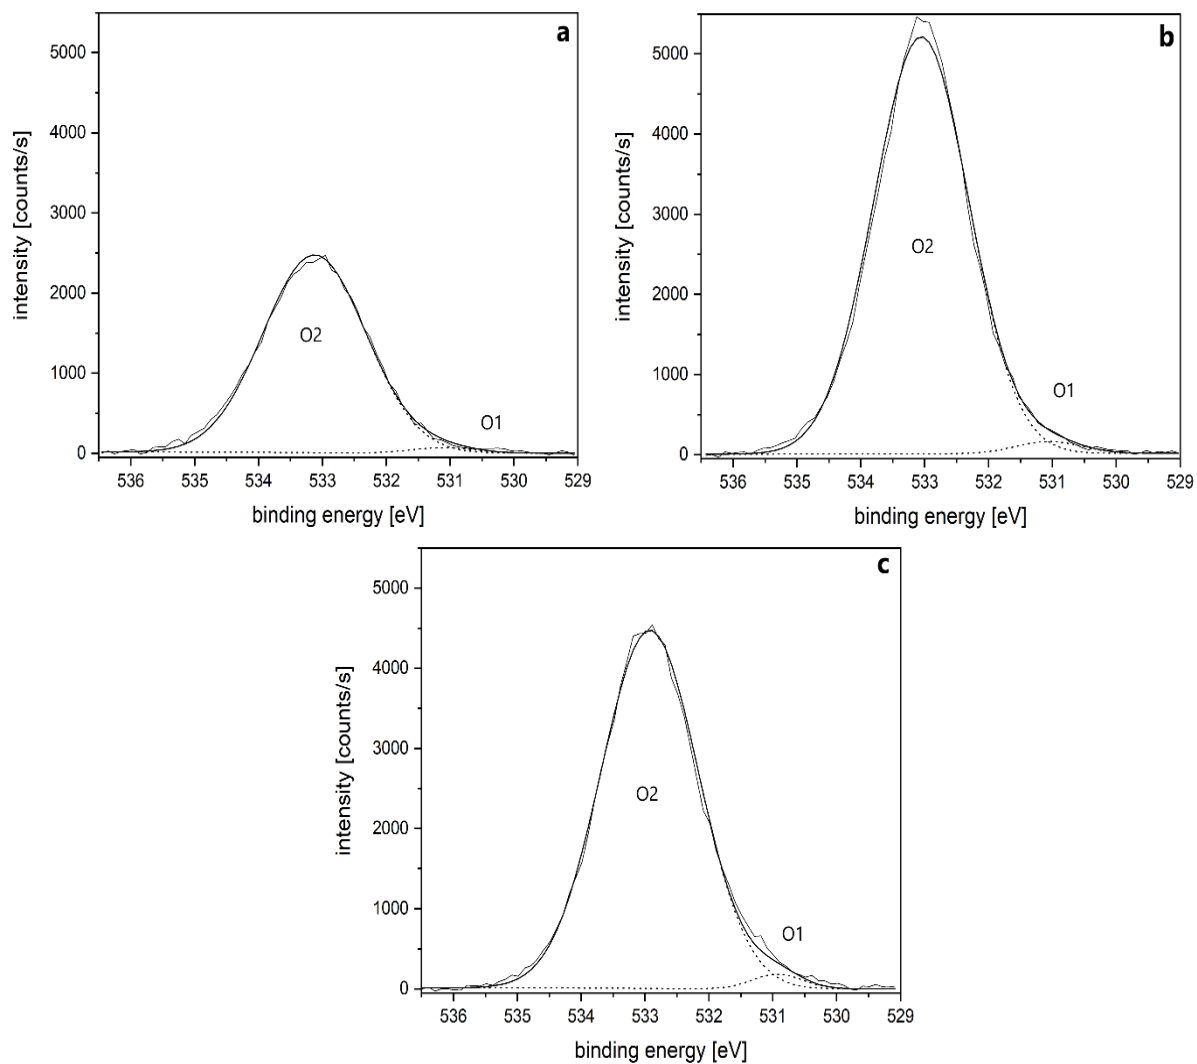 a
5000
4000
3000
2000
1000
0
intensity [counts/s]
O2
O1
536 535 534 533 532 531 530 529
binding energy [eV]
b
5000
4000
3000
2000
1000
0
intensity [counts/s]
O2
O1
536 535 534 533 532 531 530 529
binding energy [eV]
c
5000
4000
3000
2000
1000
0
intensity [counts/s]
O2
O1
536 535 534 533 532 531 530 529
binding energy [eV]